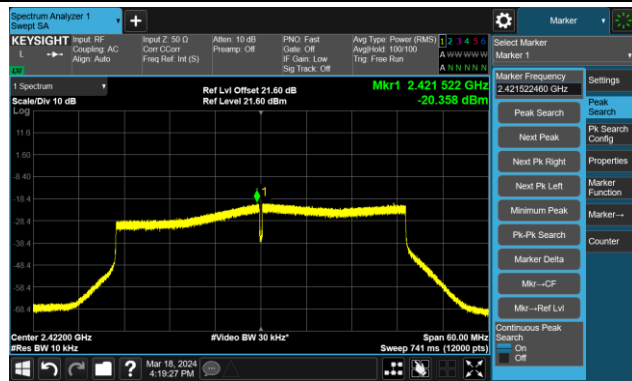 Spectrum Analyzer 1
Swept SA
Marker
KEYSIGHT
L
Input: RF
Coupling: AC
Align: Auto
Input Z: 50 Ω
Corr CCorr
Freq Ref: Int (S)
Atten: 10 dB
Preamp: Off
PNO: Fast
Gate: Off
IF Gain: Low
Sig Track: Off
Avg Type: Power (RMS)
Avg|Hold: 100/100
Trig: Free Run
1 2 3 4 5 6
A W W W W W
A N N N N N
Select Marker
Marker 1
1 Spectrum
Scale/Div 10 dB
Log
Ref Lvl Offset 21.60 dB
Ref Level 21.60 dBm
Mkr1 2.421 522 GHz
-20.358 dBm
11.6
1.60
-8.40
-18.4
-28.4
-38.4
-48.4
-58.4
-68.4
1
Center 2.42200 GHz
#Res BW 10 kHz
#Video BW 30 kHz*
Span 60.00 MHz
Sweep 741 ms (12000 pts)
Marker Frequency
2.421522460 GHz
Peak Search
Next Peak
Next Pk Right
Next Pk Left
Minimum Peak
Pk-Pk Search
Marker Delta
Mkr→CF
Mkr→Ref Lvl
Continuous Peak
Search
On
Off
Settings
Peak
Search
Pk Search
Config
Properties
Marker
Function
Marker→
Counter
?
Mar 18, 2024
4:19:27 PM